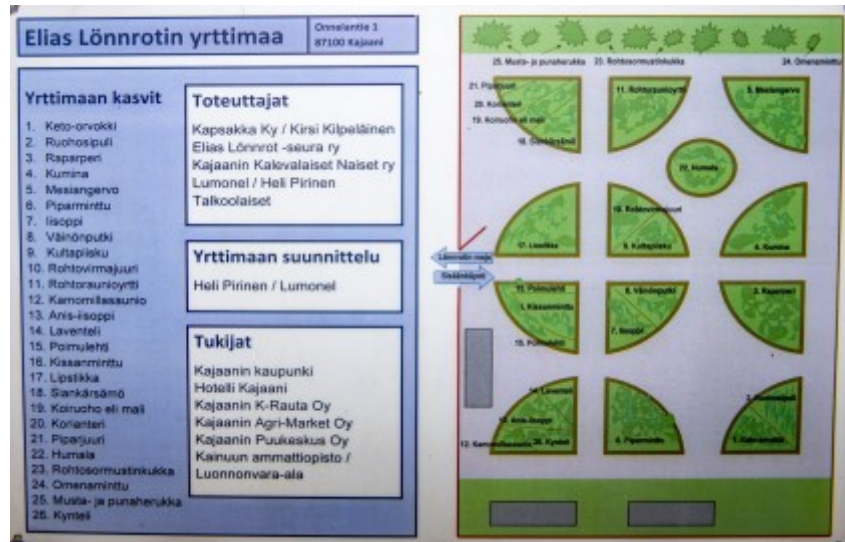 Elias Lönnrotin yrttimaa
Onnelantie 1
87100 Kajaani
Yrttimaan kasvit
1. Keto-orvokki
2. Ruohosipuli
3. Raparperi
4. Kumina
5. Mesiangervo
6. Piparminttu
7. Iisoppi
8. Väinönputki
9. Kultapiisku
10. Rohtovirmajuuri
11. Rohtoraunioyrtti
12. Kamomillasaunio
13. Anis-iisoppi
14. Laventeli
15. Poimulehti
16. Kissanminttu
17. Lipstikka
18. Siankärsämö
19. Koiruoho eli mali
20. Korianteri
21. Piparjuuri
22. Humala
23. Rohtosormustinkukka
24. Omenaminttu
25. Musta- ja punaherukka
26. Kynteli
Toteuttajat
Kapsakka Ky / Kirsi Kilpeläinen
Elias Lönnrot -seura ry
Kajaanin Kalevalaiset Naiset ry
Lumonel / Heli Pirinen
Talkoolaiset
Yrttimaan suunnittelu
Heli Pirinen / Lumonel
Tukijat
Kajaanin kaupunki
Hotelli Kajaani
Kajaanin K-Rauta Oy
Kajaanin Agri-Market Oy
Kajaanin Puukeskus Oy
Kainuun ammattiopisto /
Luonnonvara-ala
25. Musta- ja punaherukka
23. Rohtosormustinkukka
24. Omenaminttu
21. Piparjuuri
20. Korianteri
19. Koiruoho eli mali
18. Siankärsämö
11. Rohtoraunioyrtti
5. Mesiangervo
22. Humala
17. Lipstikka
10. Rohtovirmajuuri
9. Kultapiisku
4. Kumina
Lönnrotin maja
Sisäänkäynti
15. Poimulehti
Kissanminttu
15. Poimulehti
8. Väinönputki
7. Iisoppi
3. Raparperi
14. Laventeli
13. Anis-iisoppi
12. Kamomillasaunio
26. Kynteli
6. Piparminttu
2. Ruohosipuli
1. Keto-orvokki